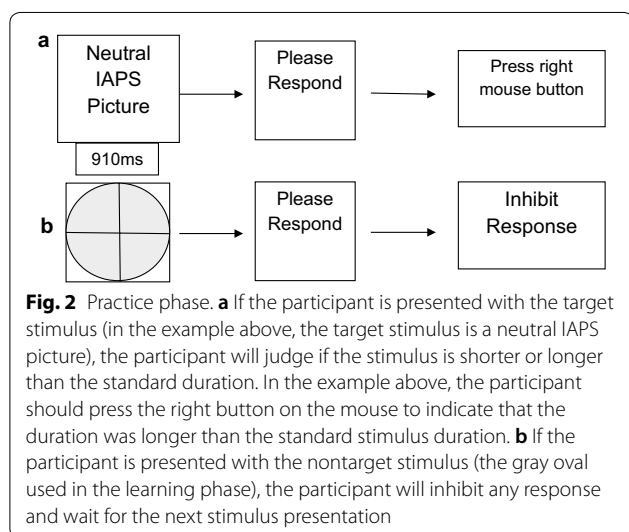 a
Neutral
IAPS
Picture
910ms
Please
Respond
Press right
mouse button
b
Please
Respond
Inhibit
Response
Fig. 2 Practice phase. a If the participant is presented with the target
stimulus (in the example above, the target stimulus is a neutral IAPS
picture), the participant will judge if the stimulus is shorter or longer
than the standard duration. In the example above, the participant
should press the right button on the mouse to indicate that the
duration was longer than the standard stimulus duration. b If the
participant is presented with the nontarget stimulus (the gray oval
used in the learning phase), the participant will inhibit any response
and wait for the next stimulus presentation